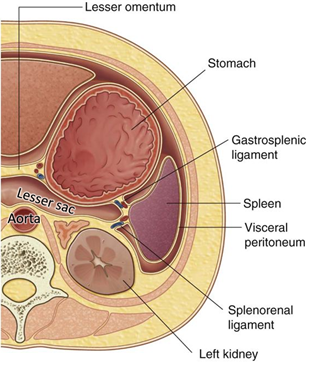 Lesser omentum
Stomach
Gastrosplenic
ligament
Lesser sac
Spleen
Aorta
Visceral
peritoneum
Splenorenal
ligament
Left kidney